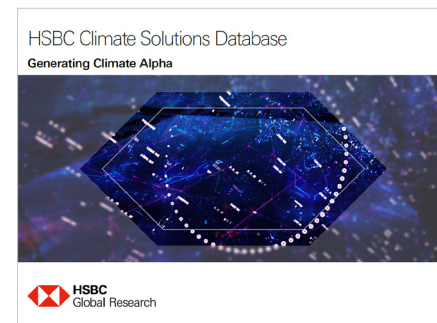 HSBC Climate Solutions Database
Generating Climate Alpha
HSBC
Global Research